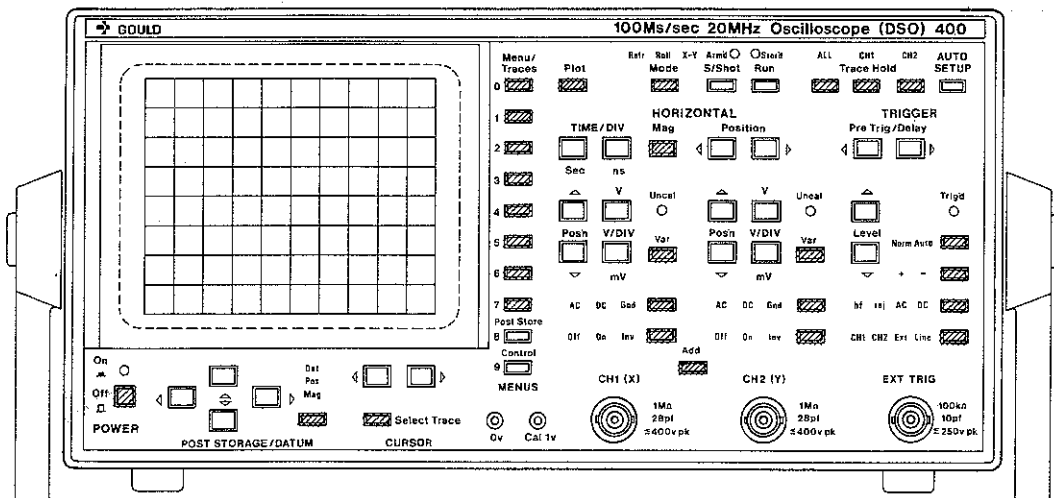 GOULD 100Ms/sec 20MHz Oscilloscope (DSO) 400
Menu/
Traces
Plot
Refr Roll X-Y
Mode
Arm'd Stor'd
S/Shot Run
ALL CH1 CH2
Trace Hold
AUTO
SETUP
0
1
2
3
4
5
6
7
Post Store
8
Control
9
MENUS
HORIZONTAL
TIME/DIV Mag Position
Sec ns
TRIGGER
Pre Trig/Delay
V Uncal V Uncal Trig'd
Pos'n V/DIV Var Pos'n V/DIV Var Level Norm Auto
mV mV + -
AC DC Gnd AC DC Gnd hf rej AC DC
Off On Inv Off On Inv CH1 CH2 Ext Line
Add
CH1 (X) CH2 (Y) EXT TRIG
1MΩ
28pf
≤400v pk
1MΩ
28pf
≤400v pk
100kΩ
10pf
≤250v pk
On
Off
POWER
Dat
Pos
Mag
POST STORAGE/DATUM
Select Trace
CURSOR
0v Cal 1v